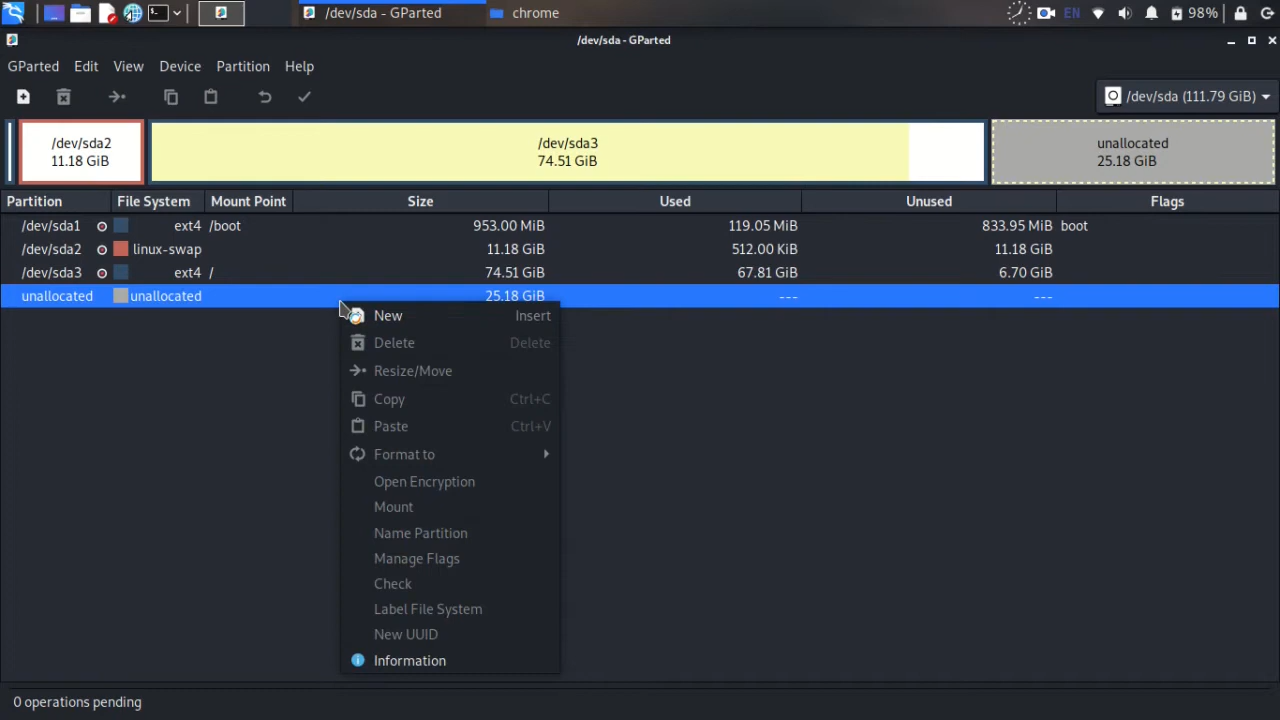 /dev/sda - GParted
chrome
EN
98%
/dev/sda - GParted
GParted Edit View Device Partition Help
/dev/sda (111.79 GiB)
/dev/sda2
11.18 GiB
/dev/sda3
74.51 GiB
unallocated
25.18 GiB
Partition File System Mount Point Size Used Unused Flags
/dev/sda1 ext4 /boot 953.00 MiB 119.05 MiB 833.95 MiB boot
/dev/sda2 linux-swap 11.18 GiB 512.00 KiB 11.18 GiB
/dev/sda3 ext4 / 74.51 GiB 67.81 GiB 6.70 GiB
unallocated unallocated 25.18 GiB --- ---
New Insert
Delete Delete
Resize/Move
Copy Ctrl+C
Paste Ctrl+V
Format to
Open Encryption
Mount
Name Partition
Manage Flags
Check
Label File System
New UUID
Information
0 operations pending